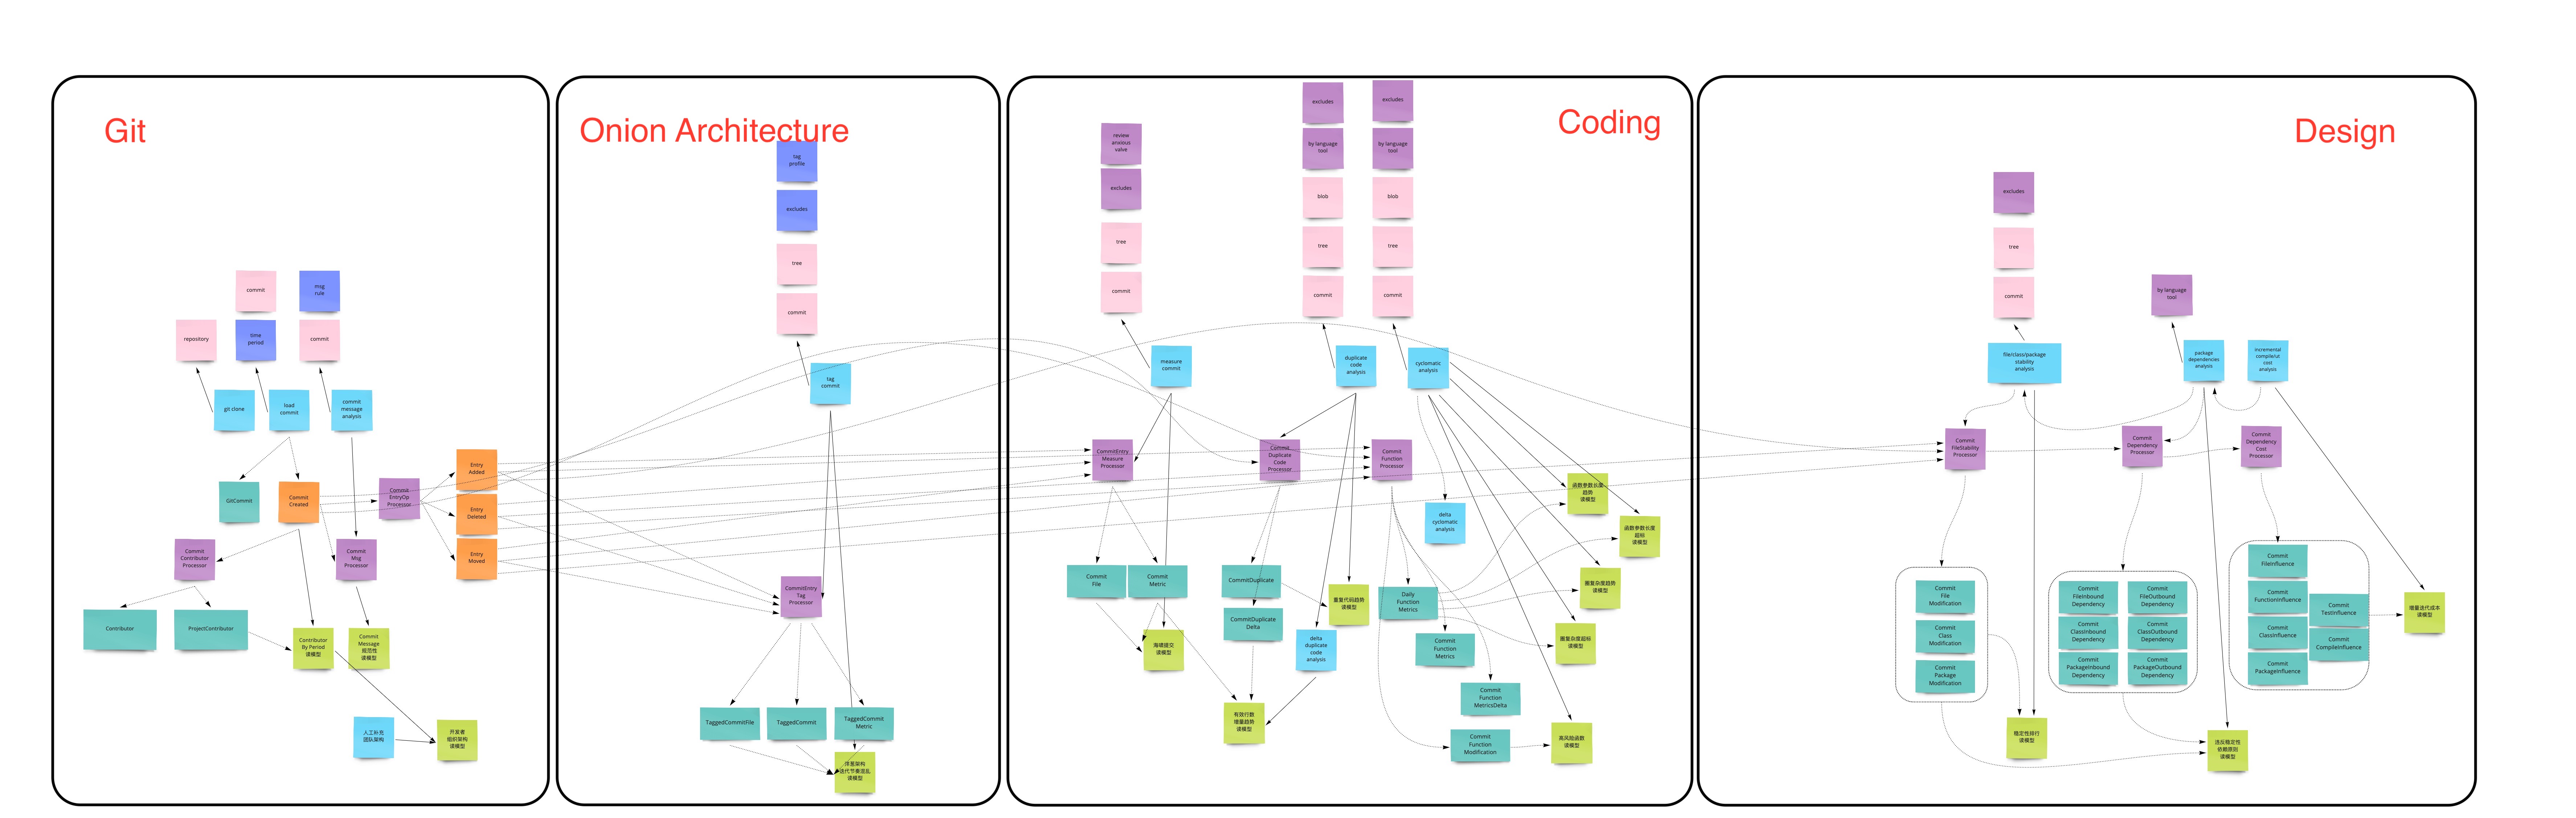 Git
commit
msg
rule
repository
time
period
commit
git clone
load
commit
commit
message
analysis
Entry
Added
GitCommit
Commit
Created
Commit
EntryOp
Processor
Entry
Deleted
Commit
Contributor
Processor
Commit
Msg
Processor
Entry
Moved
Contributor
ProjectContributor
Contributor
By Period
读模型
Commit
Message
规范性
读模型
人工补充
团队架构
开发者
组织架构
读模型
Onion Architecture
tag
profile
excludes
tree
commit
tag
commit
CommitEntry
Tag
Processor
TaggedCommitFile
TaggedCommit
TaggedCommit
Metric
洋葱架构
迭代节奏混乱
读模型
Coding
review
anxious
valve
excludes
tree
commit
excludes
by language
tool
blob
tree
commit
excludes
by language
tool
blob
tree
commit
measure
commit
duplicate
code
analysis
cyclomatic
analysis
CommitEntry
Measure
Processor
Commit
Duplicate
Code
Processor
Commit
Function
Processor
函数参数长度
趋势
读模型
delta
cyclomatic
analysis
函数参数长度
超标
读模型
Commit
File
Commit
Metric
CommitDuplicate
CommitDuplicate
Delta
重复代码趋势
读模型
Daily
Function
Metrics
圈复杂度趋势
读模型
读模型
delta
duplicate
code
analysis
Commit
Function
Metrics
圈复杂度超标
读模型
Commit
Function
MetricsDelta
有效行数
增量趋势
读模型
Commit
Function
Modification
高风险函数
读模型
Design
excludes
tree
commit
by language
tool
file/class/package
stability
analysis
package
dependencies
analysis
incremental
compile/ut
cost
analysis
Commit
FileStability
Processor
Commit
Dependency
Processor
Commit
Dependency
Cost
Processor
Commit
File
Modification
Commit
Class
Modification
Commit
Package
Modification
Commit
FileInbound
Dependency
Commit
FileOutbound
Dependency
Commit
ClassInbound
Dependency
Commit
ClassOutbound
Dependency
Commit
PackageInbound
Dependency
Commit
PackageOutbound
Dependency
Commit
FileInfluence
Commit
FunctionInfluence
Commit
TestInfluence
Commit
ClassInfluence
Commit
CompileInfluence
Commit
PackageInfluence
增量迭代成本
读模型
稳定性排行
读模型
违反稳定性
依赖原则
读模型